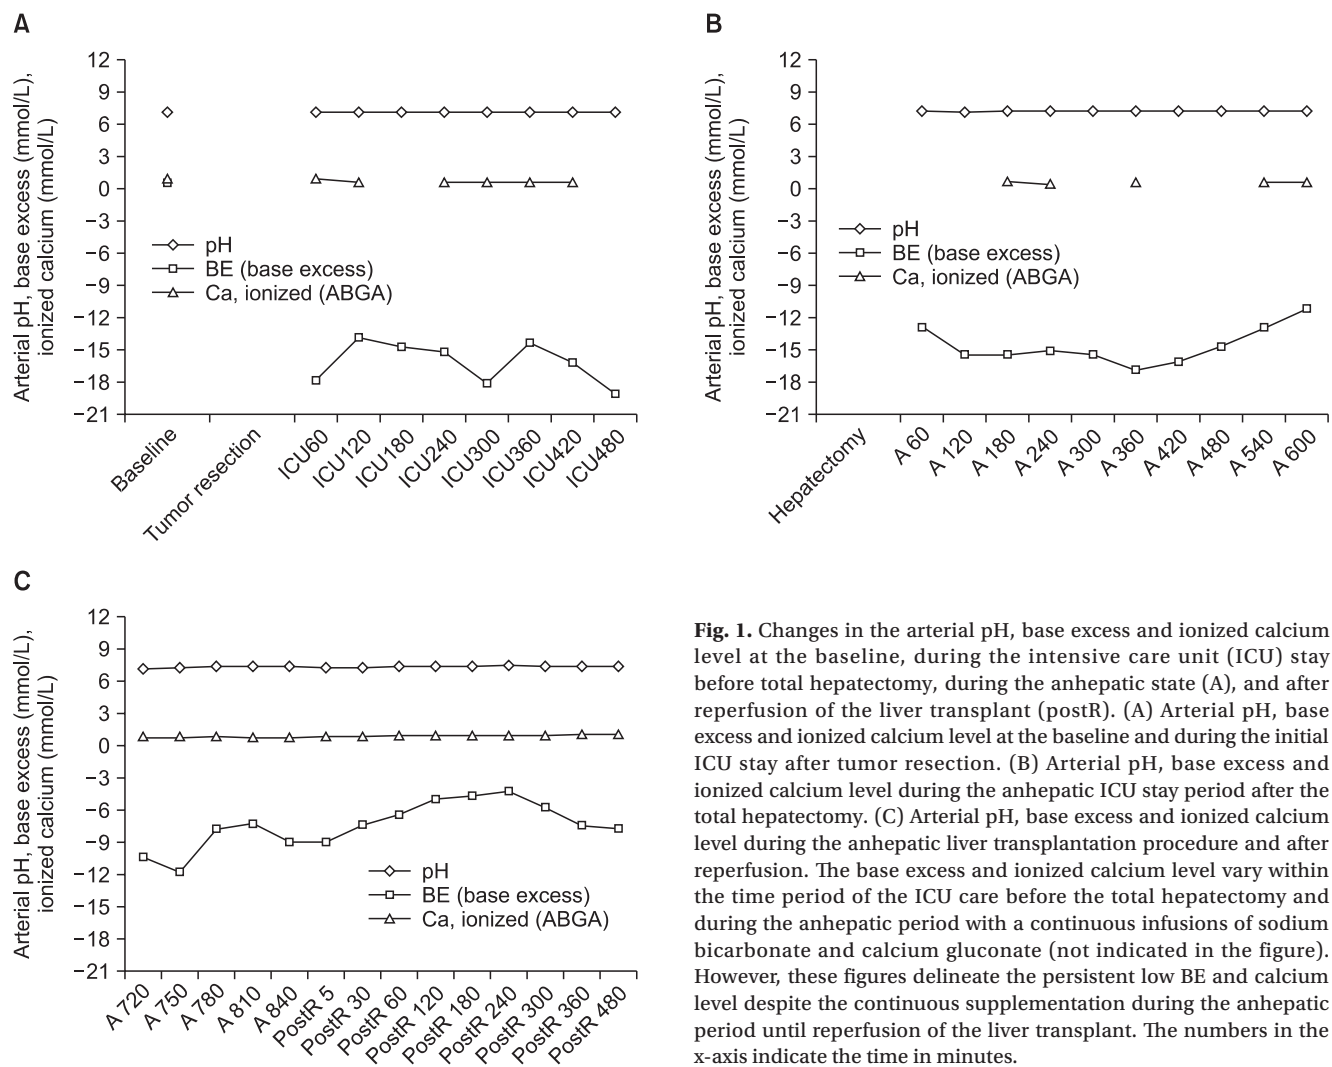 A
Arterial pH, base excess (mmol/L),
ionized calcium (mmol/L)
12
9
6
3
0
−3
−6
−9
−12
−15
−18
−21
pH
BE (base excess)
Ca, ionized (ABGA)
Baseline
Tumor resection
ICU60
ICU120
ICU180
ICU240
ICU300
ICU360
ICU420
ICU480
B
Arterial pH, base excess (mmol/L),
ionized calcium (mmol/L)
12
9
6
3
0
−3
−6
−9
−12
−15
−18
−21
pH
BE (base excess)
Ca, ionized (ABGA)
Hepatectomy
A 60
A 120
A 180
A 240
A 300
A 360
A 420
A 480
A 540
A 600
C
Arterial pH, base excess (mmol/L),
ionized calcium (mmol/L)
12
9
6
3
0
−3
−6
−9
−12
−15
−18
−21
pH
BE (base excess)
Ca, ionized (ABGA)
A 720
A 750
A 780
A 810
A 840
PostR 5
PostR 30
PostR 60
PostR 120
PostR 180
PostR 240
PostR 300
PostR 360
PostR 480
Fig. 1. Changes in the arterial pH, base excess and ionized calcium
level at the baseline, during the intensive care unit (ICU) stay
before total hepatectomy, during the anhepatic state (A), and after
reperfusion of the liver transplant (postR). (A) Arterial pH, base
excess and ionized calcium level at the baseline and during the initial
ICU stay after tumor resection. (B) Arterial pH, base excess and
ionized calcium level during the anhepatic ICU stay period after the
total hepatectomy. (C) Arterial pH, base excess and ionized calcium
level during the anhepatic liver transplantation procedure and after
reperfusion. The base excess and ionized calcium level vary within
the time period of the ICU care before the total hepatectomy and
during the anhepatic period with a continuous infusions of sodium
bicarbonate and calcium gluconate (not indicated in the figure).
However, these figures delineate the persistent low BE and calcium
level despite the continuous supplementation during the anhepatic
period until reperfusion of the liver transplant. The numbers in the
x-axis indicate the time in minutes.